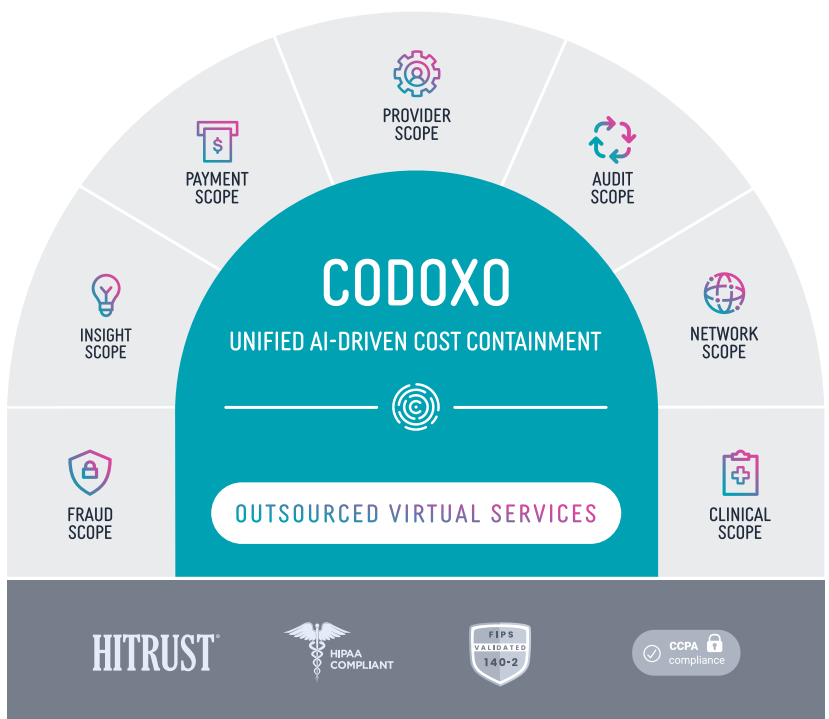 PROVIDER
SCOPE
PAYMENT
SCOPE
$
AUDIT
SCOPE
INSIGHT
SCOPE
NETWORK
SCOPE
FRAUD
SCOPE
CLINICAL
SCOPE
CODOXO
UNIFIED AI-DRIVEN COST CONTAINMENT
OUTSOURCED VIRTUAL SERVICES
HITRUST®
HIPAA
COMPLIANT
FIPS
VALIDATED
140-2
CCPA
compliance